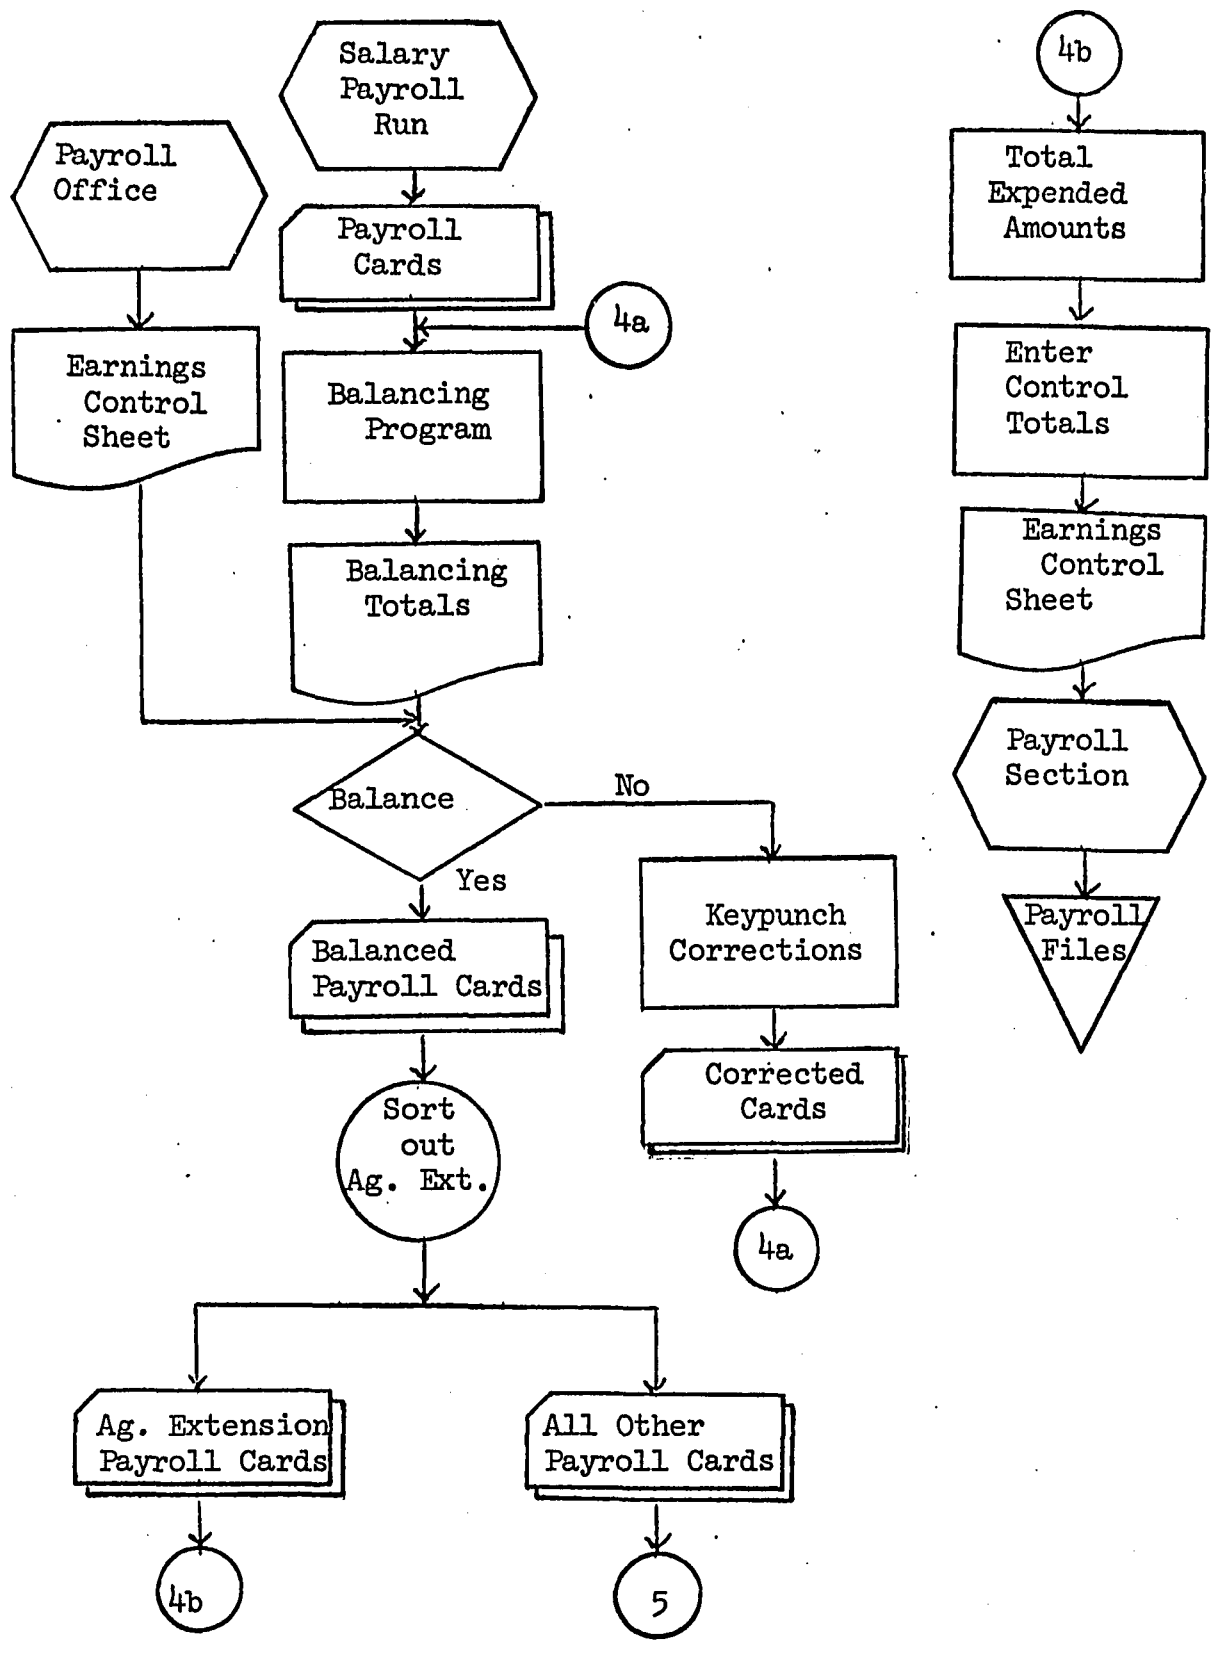 Salary
Payroll
Run
Payroll
Office
Payroll
Cards
4a
Earnings
Control
Sheet
Balancing
Program
Balancing
Totals
Balance
No
Yes
Keypunch
Corrections
Balanced
Payroll Cards
Corrected
Cards
4a
Sort
out
Ag. Ext.
Ag. Extension
Payroll Cards
All Other
Payroll Cards
4b
5
4b
Total
Expended
Amounts
Enter
Control
Totals
Earnings
Control
Sheet
Payroll
Section
Payroll
Files